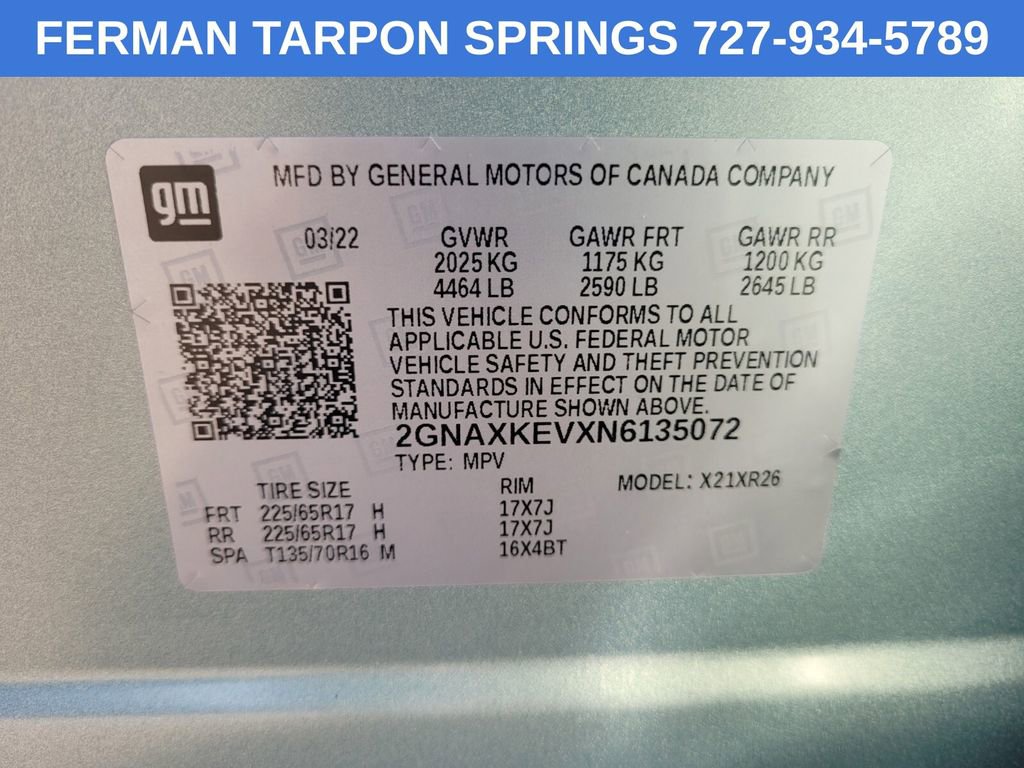 FERMAN TARPON SPRINGS 727-934-5789
gm
MFD BY GENERAL MOTORS OF CANADA COMPANY
03/22 GVWR GAWR FRT GAWR RR
2025 KG 1175 KG 1200 KG
4464 LB 2590 LB 2645 LB
THIS VEHICLE CONFORMS TO ALL
APPLICABLE U.S. FEDERAL MOTOR
VEHICLE SAFETY AND THEFT PREVENTION
STANDARDS IN EFFECT ON THE DATE OF
MANUFACTURE SHOWN ABOVE.
2GNAXKEVXN6135072
TYPE: MPV
TIRE SIZE RIM MODEL: X21XR26
FRT 225/65R17 H 17X7J
RR 225/65R17 H 17X7J
SPA T135/70R16 M 16X4BT